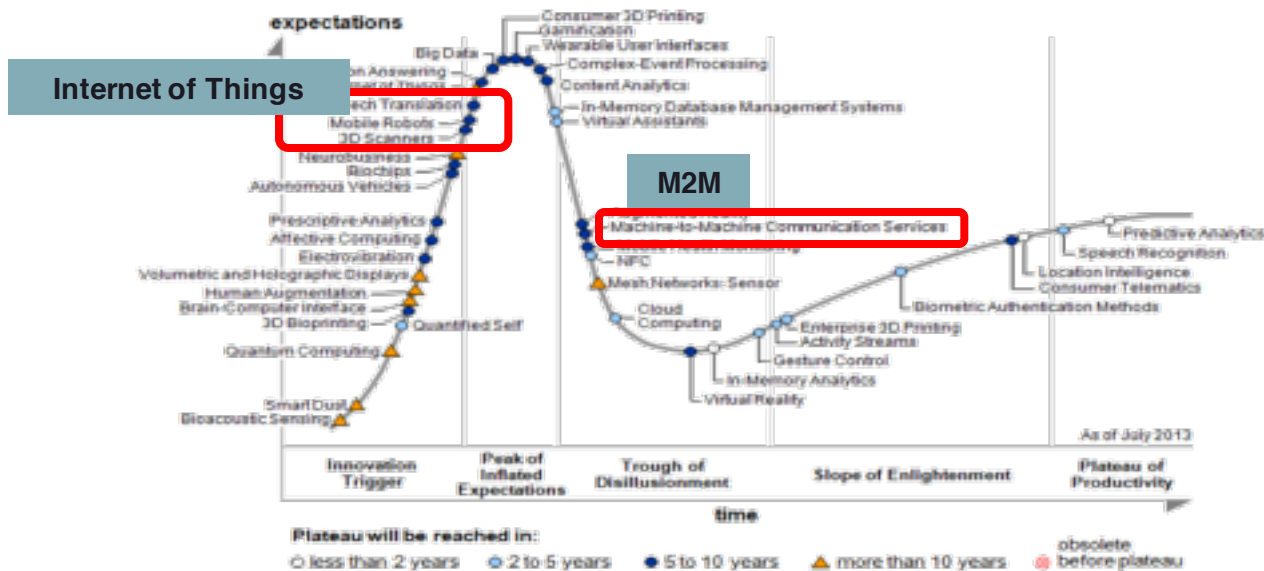 expectations
Consumer 3D Printing
Gamification
Wearable User Interfaces
Big Data
Complex-Event Processing
on Answering
Content Analytics
Internet of Things
ech Translation
In-Memory Database Management Systems
Mobile Robots
Virtual Assistants
3D Scanners
Neurobusiness
Biochips
Autonomous Vehicles
M2M
Prescriptive Analytics
Machine-to-Machine Communication Services
Predictive Analytics
Affective Computing
Mobile Health Monitoring
Speech Recognition
Electrovibration
NFC
Location Intelligence
Volumetric and Holographic Displays
Mesh Networks: Sensor
Consumer Telematics
Human Augmentation
Brain-Computer Interface
Biometric Authentication Methods
3D Bioprinting
Quantified Self
Cloud
Computing
Enterprise 3D Printing
Activity Streams
Quantum Computing
Gesture Control
In-Memory Analytics
Virtual Reality
Smart Dust
Bioacoustic Sensing
As of July 2013
Innovation
Trigger
Peak of
Inflated
Expectations
Trough of
Disillusionment
Slope of Enlightenment
Plateau of
Productivity
time
Plateau will be reached in:
less than 2 years
2 to 5 years
5 to 10 years
more than 10 years
obsolete
before plateau